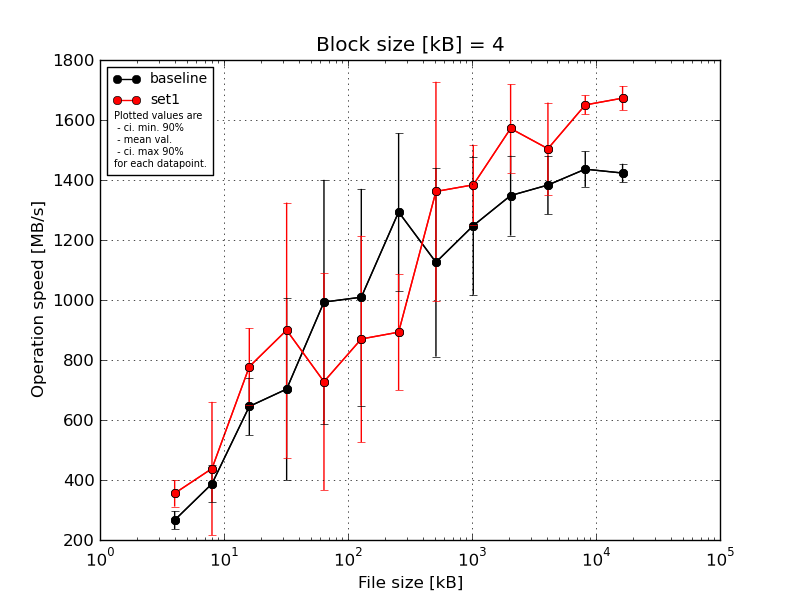 Block size [kB] = 4
1800
1600
1400
1200
1000
800
600
400
200
Operation speed [MB/s]
baseline
set1
Plotted values are
- ci. min. 90%
- mean val.
- ci. max 90%
for each datapoint.
10^0 10^1 10^2 10^3 10^4 10^5
File size [kB]